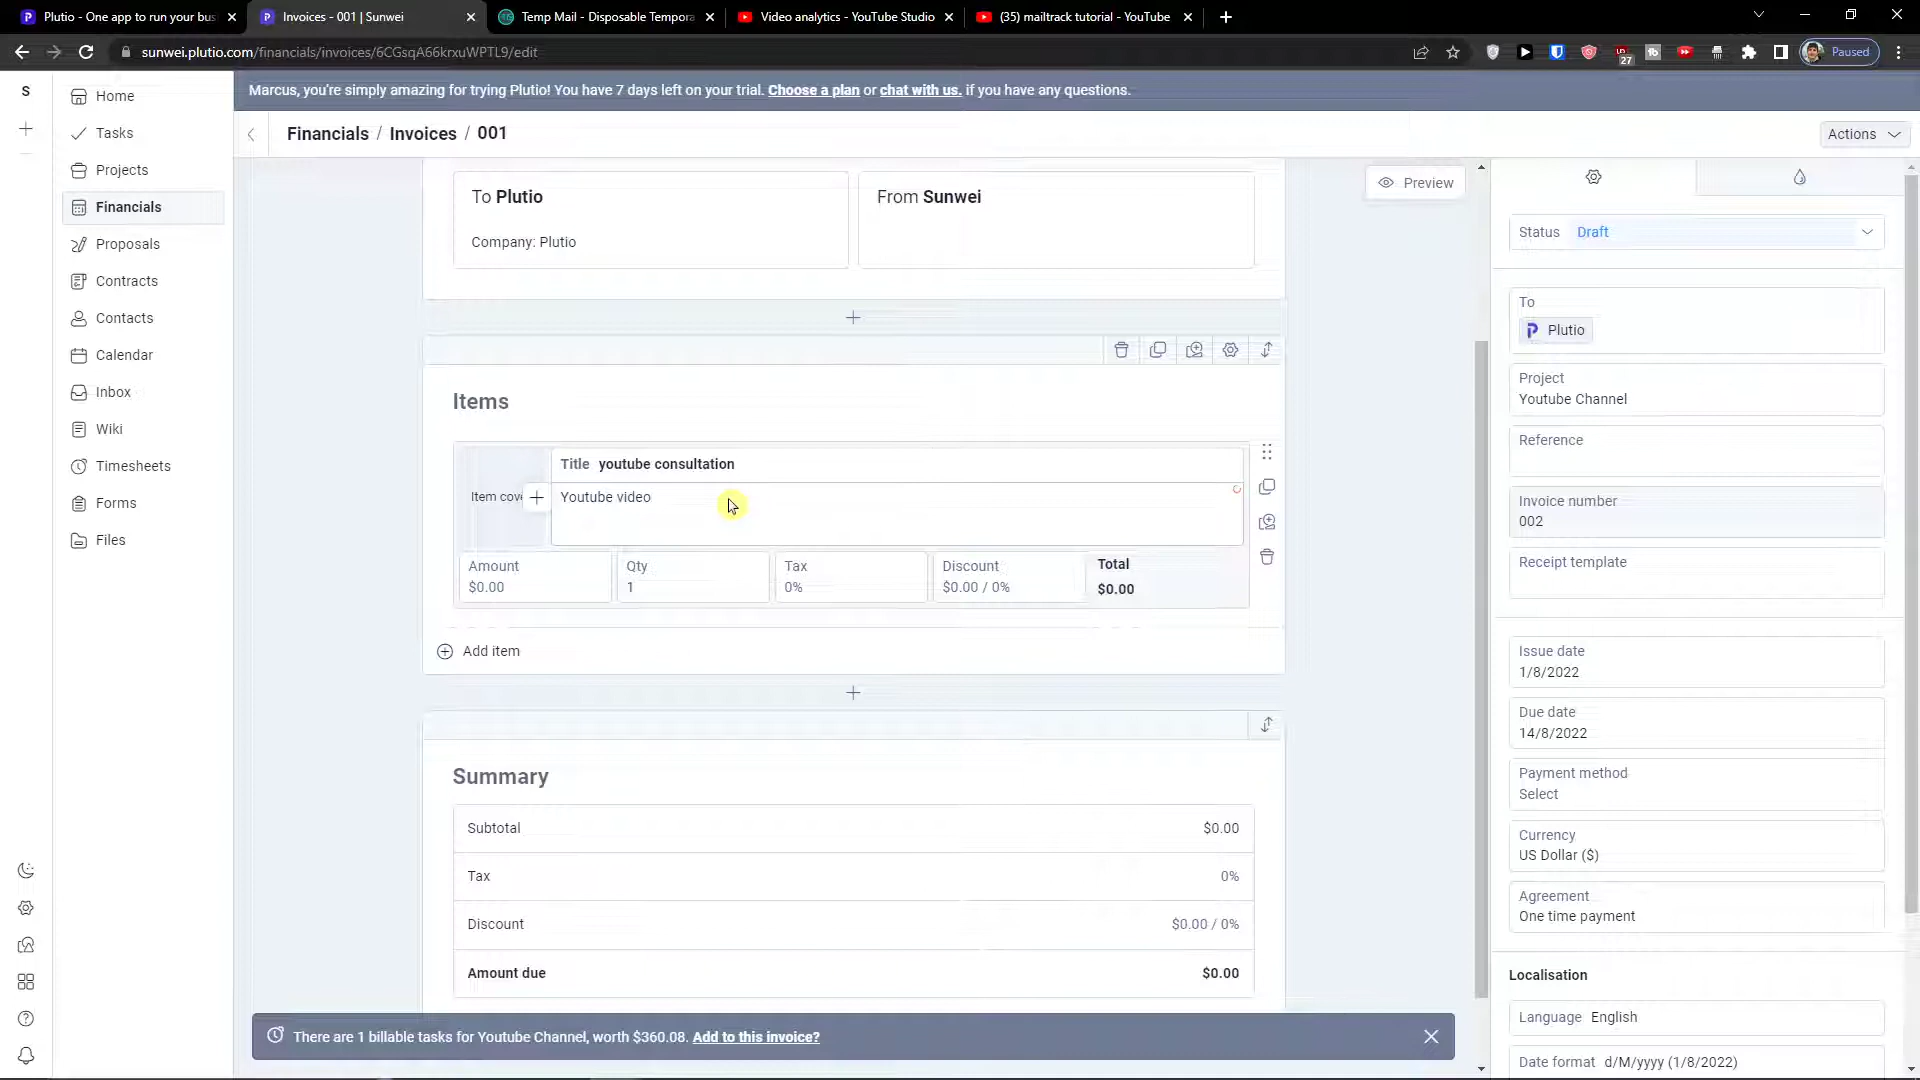 Plutio - One app to run your bus
Invoices - 001 | Sunwei
Temp Mail - Disposable Tempora
Video analytics - YouTube Studio
(35) mailtrack tutorial - YouTube
sunwei.plutio.com/financials/invoices/6CGsqA66krxuWPTL9/edit
27
Paused
Marcus, you're simply amazing for trying Plutio! You have 7 days left on your trial. Choose a plan or chat with us. if you have any questions.
S
Home
Tasks
Projects
Financials
Proposals
Contracts
Contacts
Calendar
Inbox
Wiki
Timesheets
Forms
Files
Financials / Invoices / 001
Actions
Preview
To Plutio
Company: Plutio
From Sunwei
Items
Title youtube consultation
Item cov
Youtube video
Amount
$0.00
Qty
1
Tax
0%
Discount
$0.00 / 0%
Total
$0.00
Add item
Summary
Subtotal $0.00
Tax 0%
Discount $0.00 / 0%
Amount due $0.00
There are 1 billable tasks for Youtube Channel, worth $360.08. Add to this invoice?
Status Draft
To
Plutio
Project
Youtube Channel
Reference
Invoice number
002
Receipt template
Issue date
1/8/2022
Due date
14/8/2022
Payment method
Select
Currency
US Dollar ($)
Agreement
One time payment
Localisation
Language English
Date format d/M/yyyy (1/8/2022)